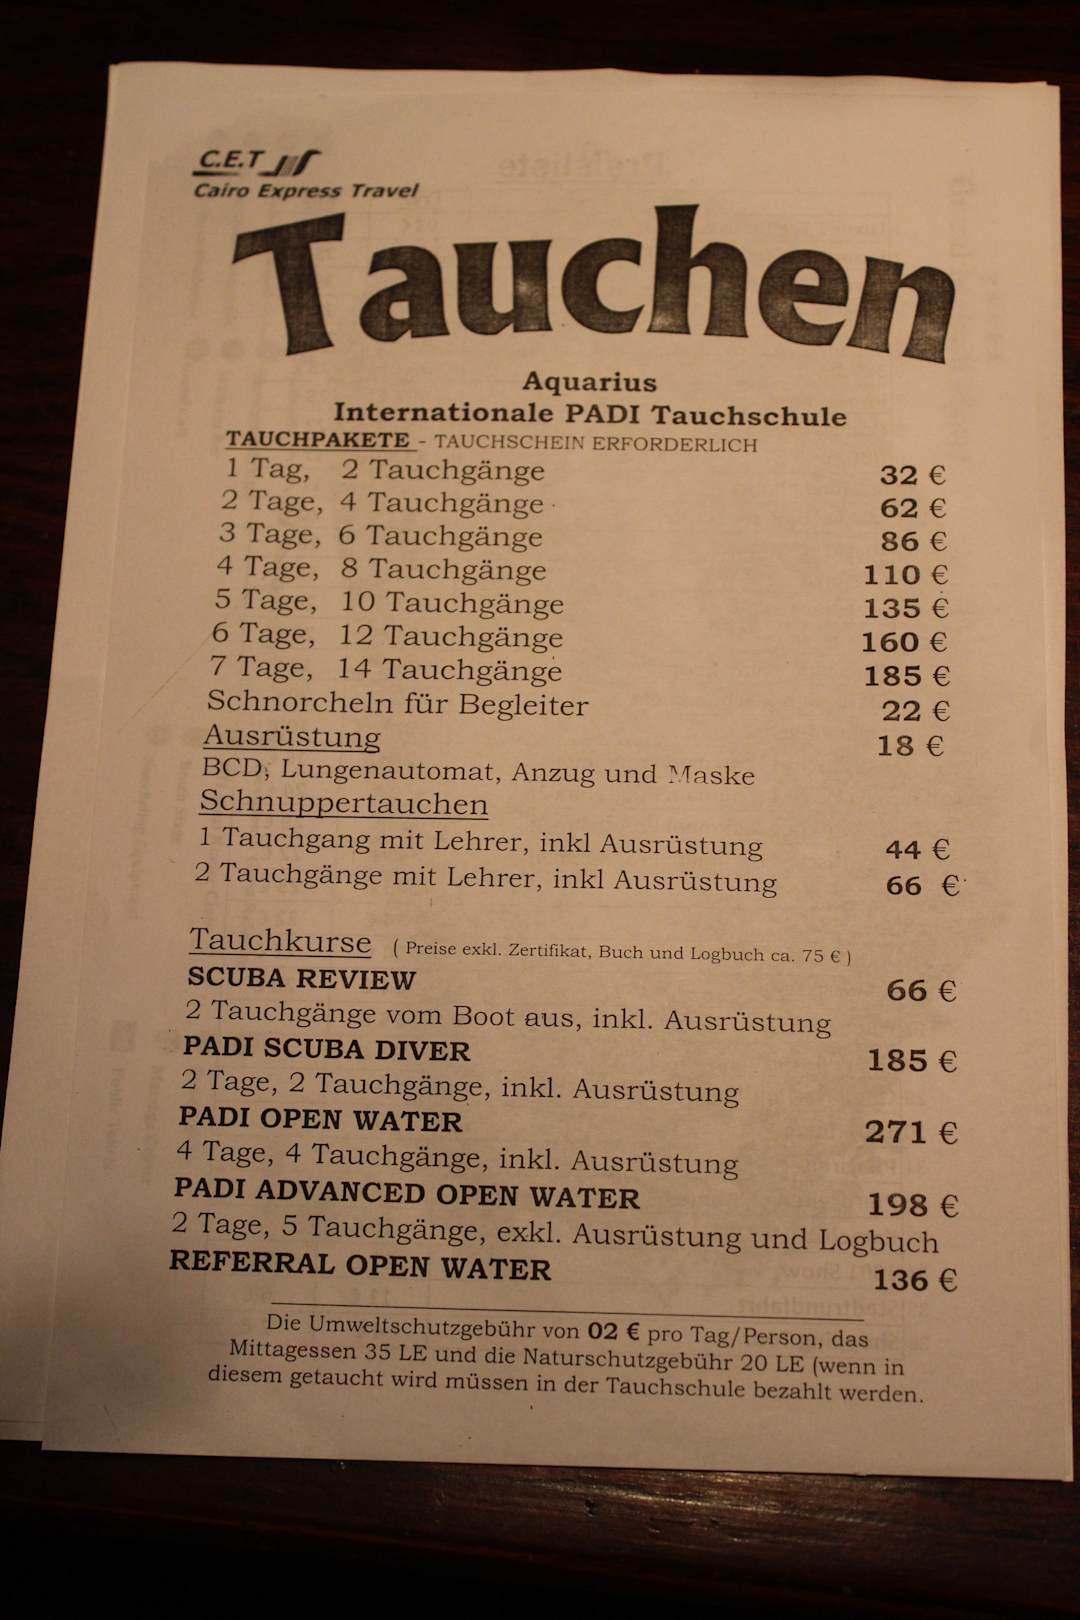 C.E.T
Cairo Express Travel
Tauchen
Aquarius
Internationale PADI Tauchschule
TAUCHPAKETE - TAUCHSCHEIN ERFORDERLICH
1 Tag, 2 Tauchgänge 32 €
2 Tage, 4 Tauchgänge 62 €
3 Tage, 6 Tauchgänge 86 €
4 Tage, 8 Tauchgänge 110 €
5 Tage, 10 Tauchgänge 135 €
6 Tage, 12 Tauchgänge 160 €
7 Tage, 14 Tauchgänge 185 €
Schnorcheln für Begleiter 22 €
Ausrüstung 18 €
BCD, Lungenautomat, Anzug und Maske
Schnuppertauchen
1 Tauchgang mit Lehrer, inkl Ausrüstung 44 €
2 Tauchgänge mit Lehrer, inkl Ausrüstung 66 €
Tauchkurse ( Preise exkl. Zertifikat, Buch und Logbuch ca. 75 € )
SCUBA REVIEW 66 €
2 Tauchgänge vom Boot aus, inkl. Ausrüstung
PADI SCUBA DIVER 185 €
2 Tage, 2 Tauchgänge, inkl. Ausrüstung
PADI OPEN WATER 271 €
4 Tage, 4 Tauchgänge, inkl. Ausrüstung
PADI ADVANCED OPEN WATER 198 €
2 Tage, 5 Tauchgänge, exkl. Ausrüstung und Logbuch
REFERRAL OPEN WATER 136 €
Die Umweltschutzgebühr von 02 € pro Tag/Person, das
Mittagessen 35 LE und die Naturschutzgebühr 20 LE (wenn in
diesem getaucht wird müssen in der Tauchschule bezahlt werden.